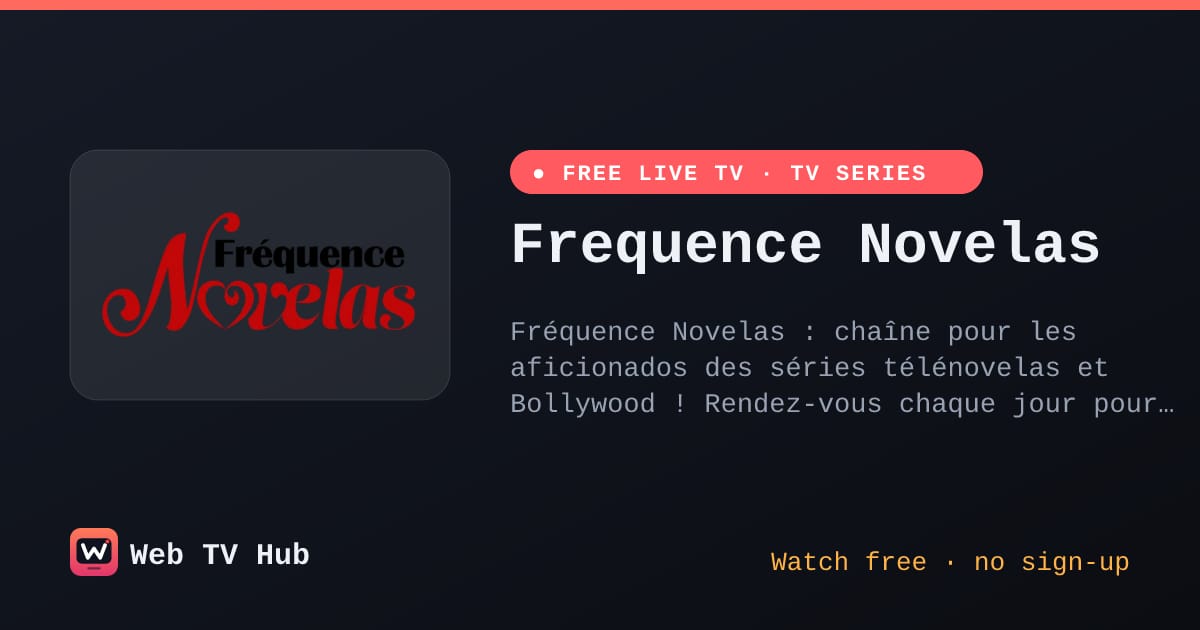 Fréquence
Novelas
• FREE LIVE TV · TV SERIES
Frequence Novelas
Fréquence Novelas : chaîne pour les
aficionados des séries télénovelas et
Bollywood ! Rendez-vous chaque jour pour…
W
Web TV Hub
Watch free · no sign-up